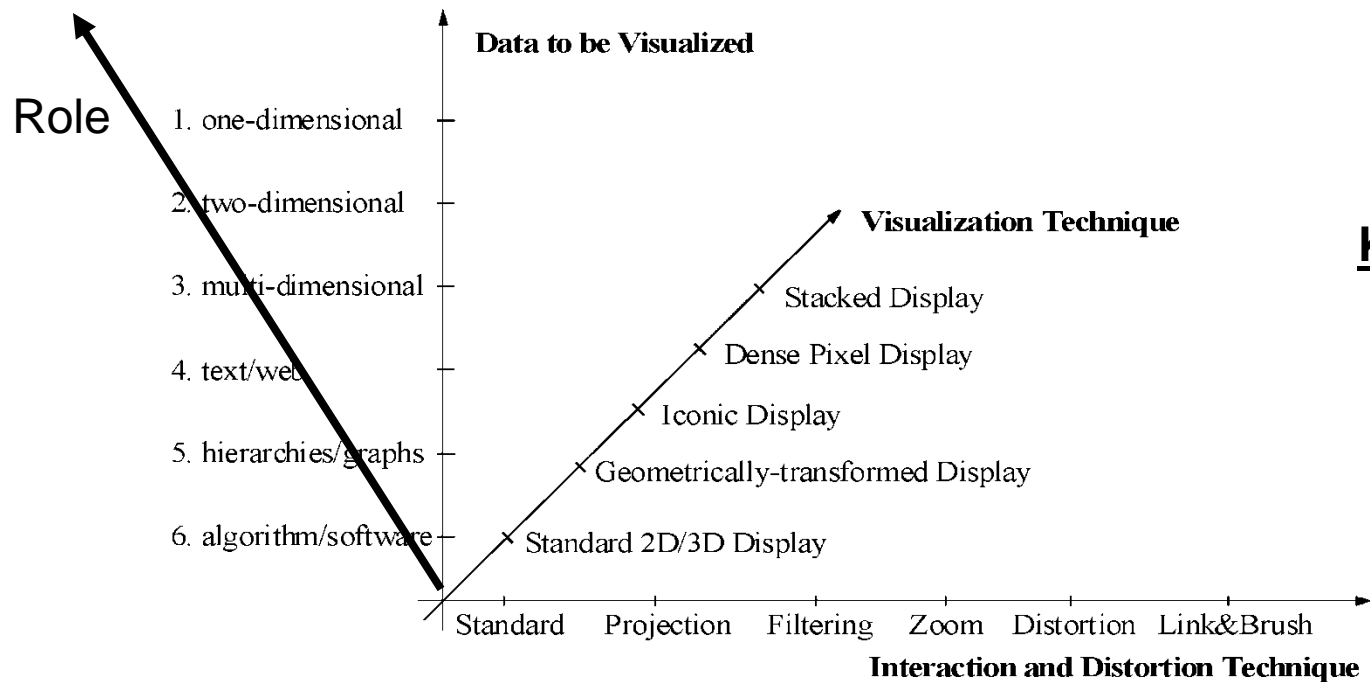 Data to be Visualized
Role
1. one-dimensional
2. two-dimensional
3. multi-dimensional
4. text/web
5. hierarchies/graphs
6. algorithm/software
Visualization Technique
Stacked Display
Dense Pixel Display
Iconic Display
Geometrically-transformed Display
Standard 2D/3D Display
Standard Projection Filtering Zoom Distortion Link&Brush
Interaction and Distortion Technique